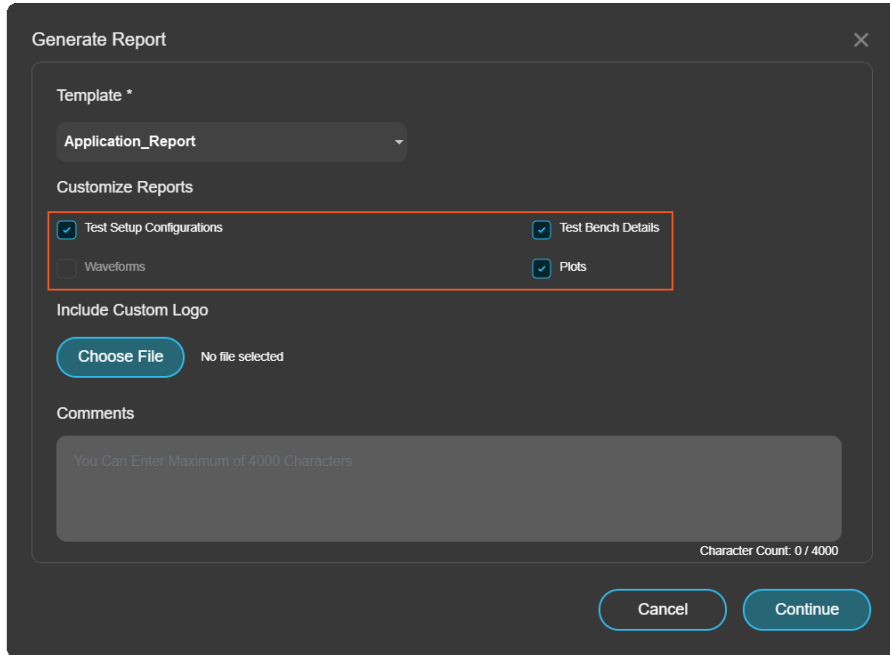 Generate Report
Template *
Application_Report
Customize Reports
Test Setup Configurations
Test Bench Details
Waveforms
Plots
Include Custom Logo
Choose File
No file selected
Comments
You Can Enter Maximum of 4000 Characters
Character Count: 0 / 4000
Cancel
Continue